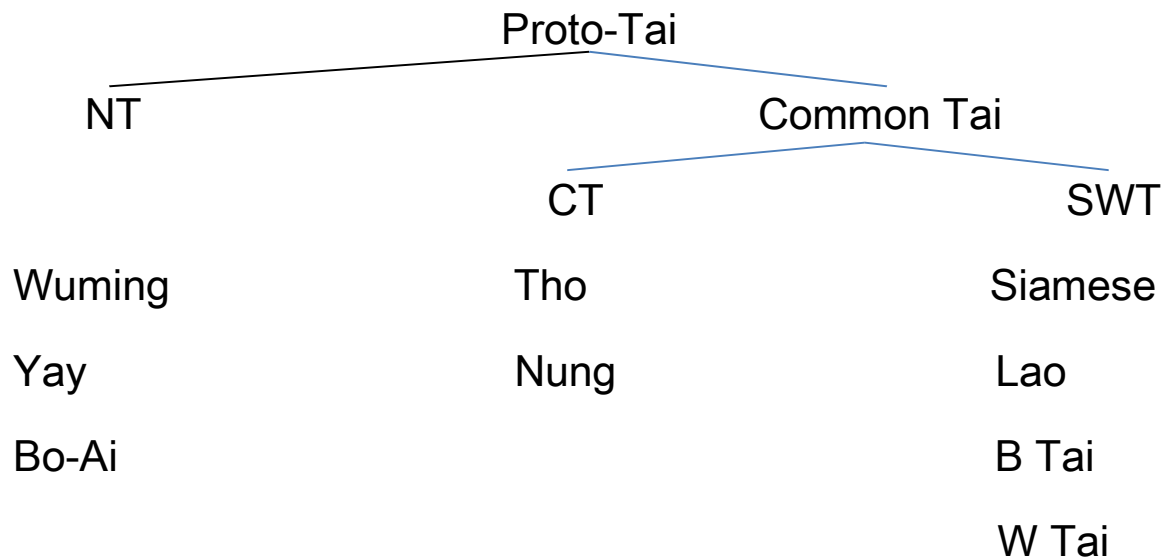 Proto-Tai
NT Common Tai
CT SWT
Wuming Tho Siamese
Yay Nung Lao
Bo-Ai B Tai
W Tai